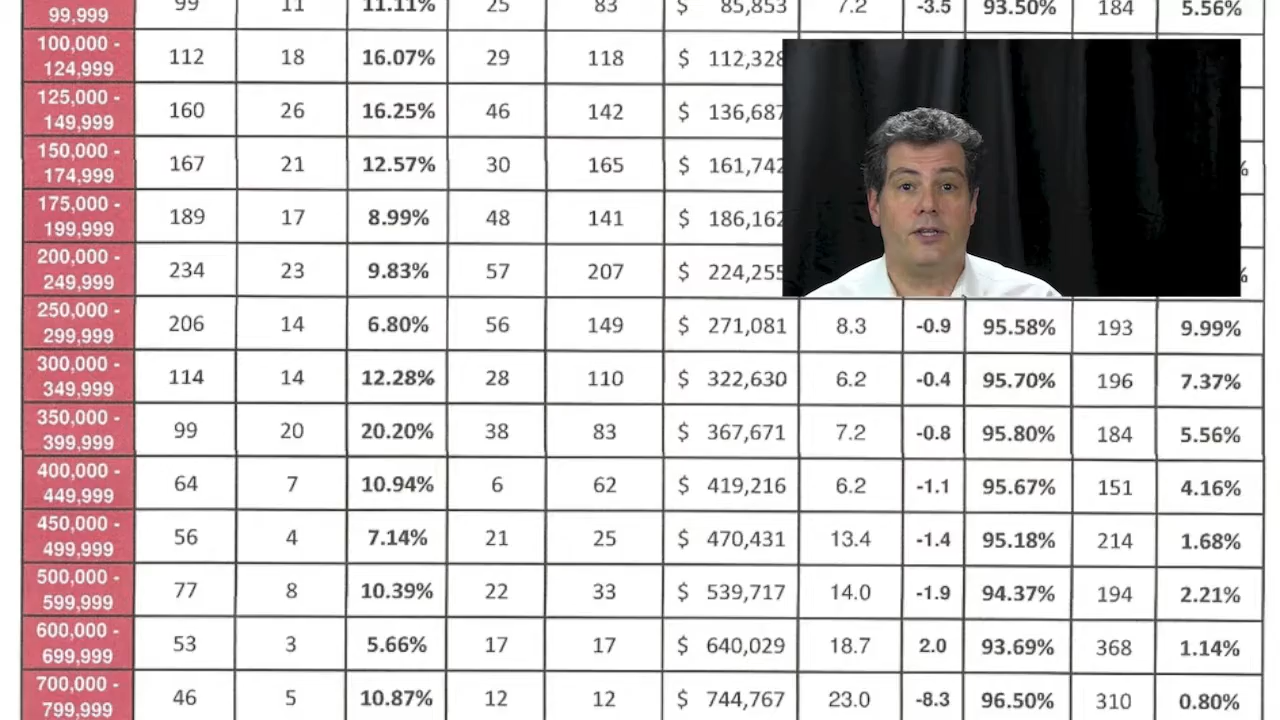 99,999 99 11 11.11% 25 83 $ 85,853 7.2 -3.5 93.50% 184 5.56%
100,000 -
124,999 112 18 16.07% 29 118 $ 112,328
125,000 -
149,999 160 26 16.25% 46 142 $ 136,687
150,000 -
174,999 167 21 12.57% 30 165 $ 161,742 %
175,000 -
199,999 189 17 8.99% 48 141 $ 186,162
200,000 -
249,999 234 23 9.83% 57 207 $ 224,255 %
250,000 -
299,999 206 14 6.80% 56 149 $ 271,081 8.3 -0.9 95.58% 193 9.99%
300,000 -
349,999 114 14 12.28% 28 110 $ 322,630 6.2 -0.4 95.70% 196 7.37%
350,000 -
399,999 99 20 20.20% 38 83 $ 367,671 7.2 -0.8 95.80% 184 5.56%
400,000 -
449,999 64 7 10.94% 6 62 $ 419,216 6.2 -1.1 95.67% 151 4.16%
450,000 -
499,999 56 4 7.14% 21 25 $ 470,431 13.4 -1.4 95.18% 214 1.68%
500,000 -
599,999 77 8 10.39% 22 33 $ 539,717 14.0 -1.9 94.37% 194 2.21%
600,000 -
699,999 53 3 5.66% 17 17 $ 640,029 18.7 2.0 93.69% 368 1.14%
700,000 -
799,999 46 5 10.87% 12 12 $ 744,767 23.0 -8.3 96.50% 310 0.80%